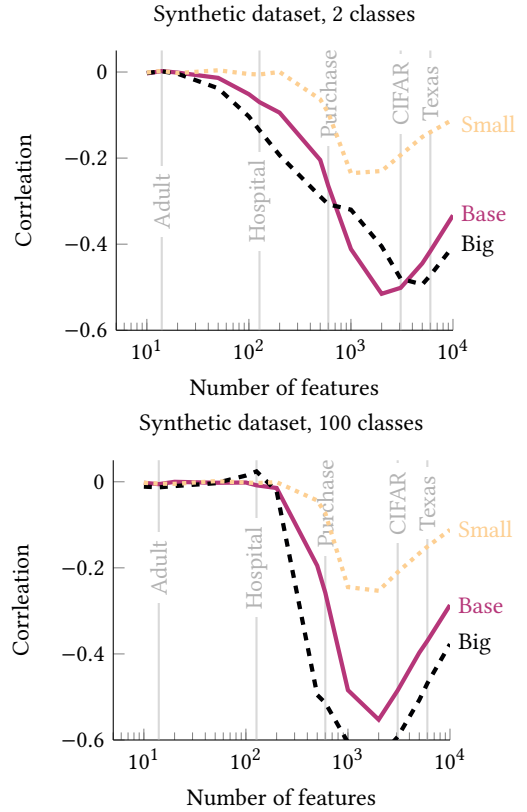 Synthetic dataset, 2 classes
0
−0.2
−0.4
−0.6
Corrleation
Adult
Hospital
Purchase
CIFAR
Texas
Small
Base
Big
10^1
10^2
10^3
10^4
Number of features
Synthetic dataset, 100 classes
0
−0.2
−0.4
−0.6
Corrleation
Adult
Hospital
Purchase
CIFAR
Texas
Small
Base
Big
10^1
10^2
10^3
10^4
Number of features